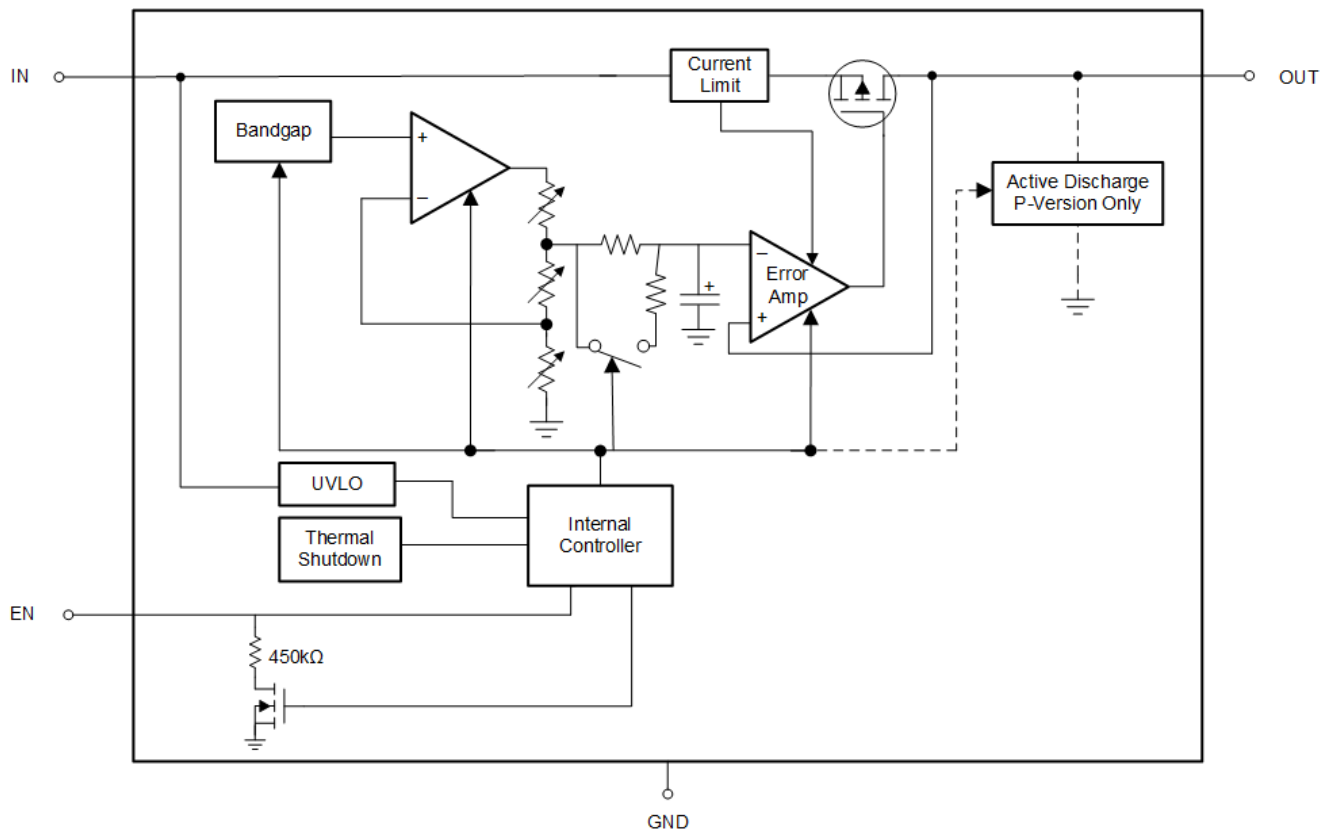 IN
Current
Limit
OUT
Bandgap
+
−
Active Discharge
P-Version Only
+
−
Error
Amp
+
UVLO
Internal
Controller
Thermal
Shutdown
EN
450kΩ
GND